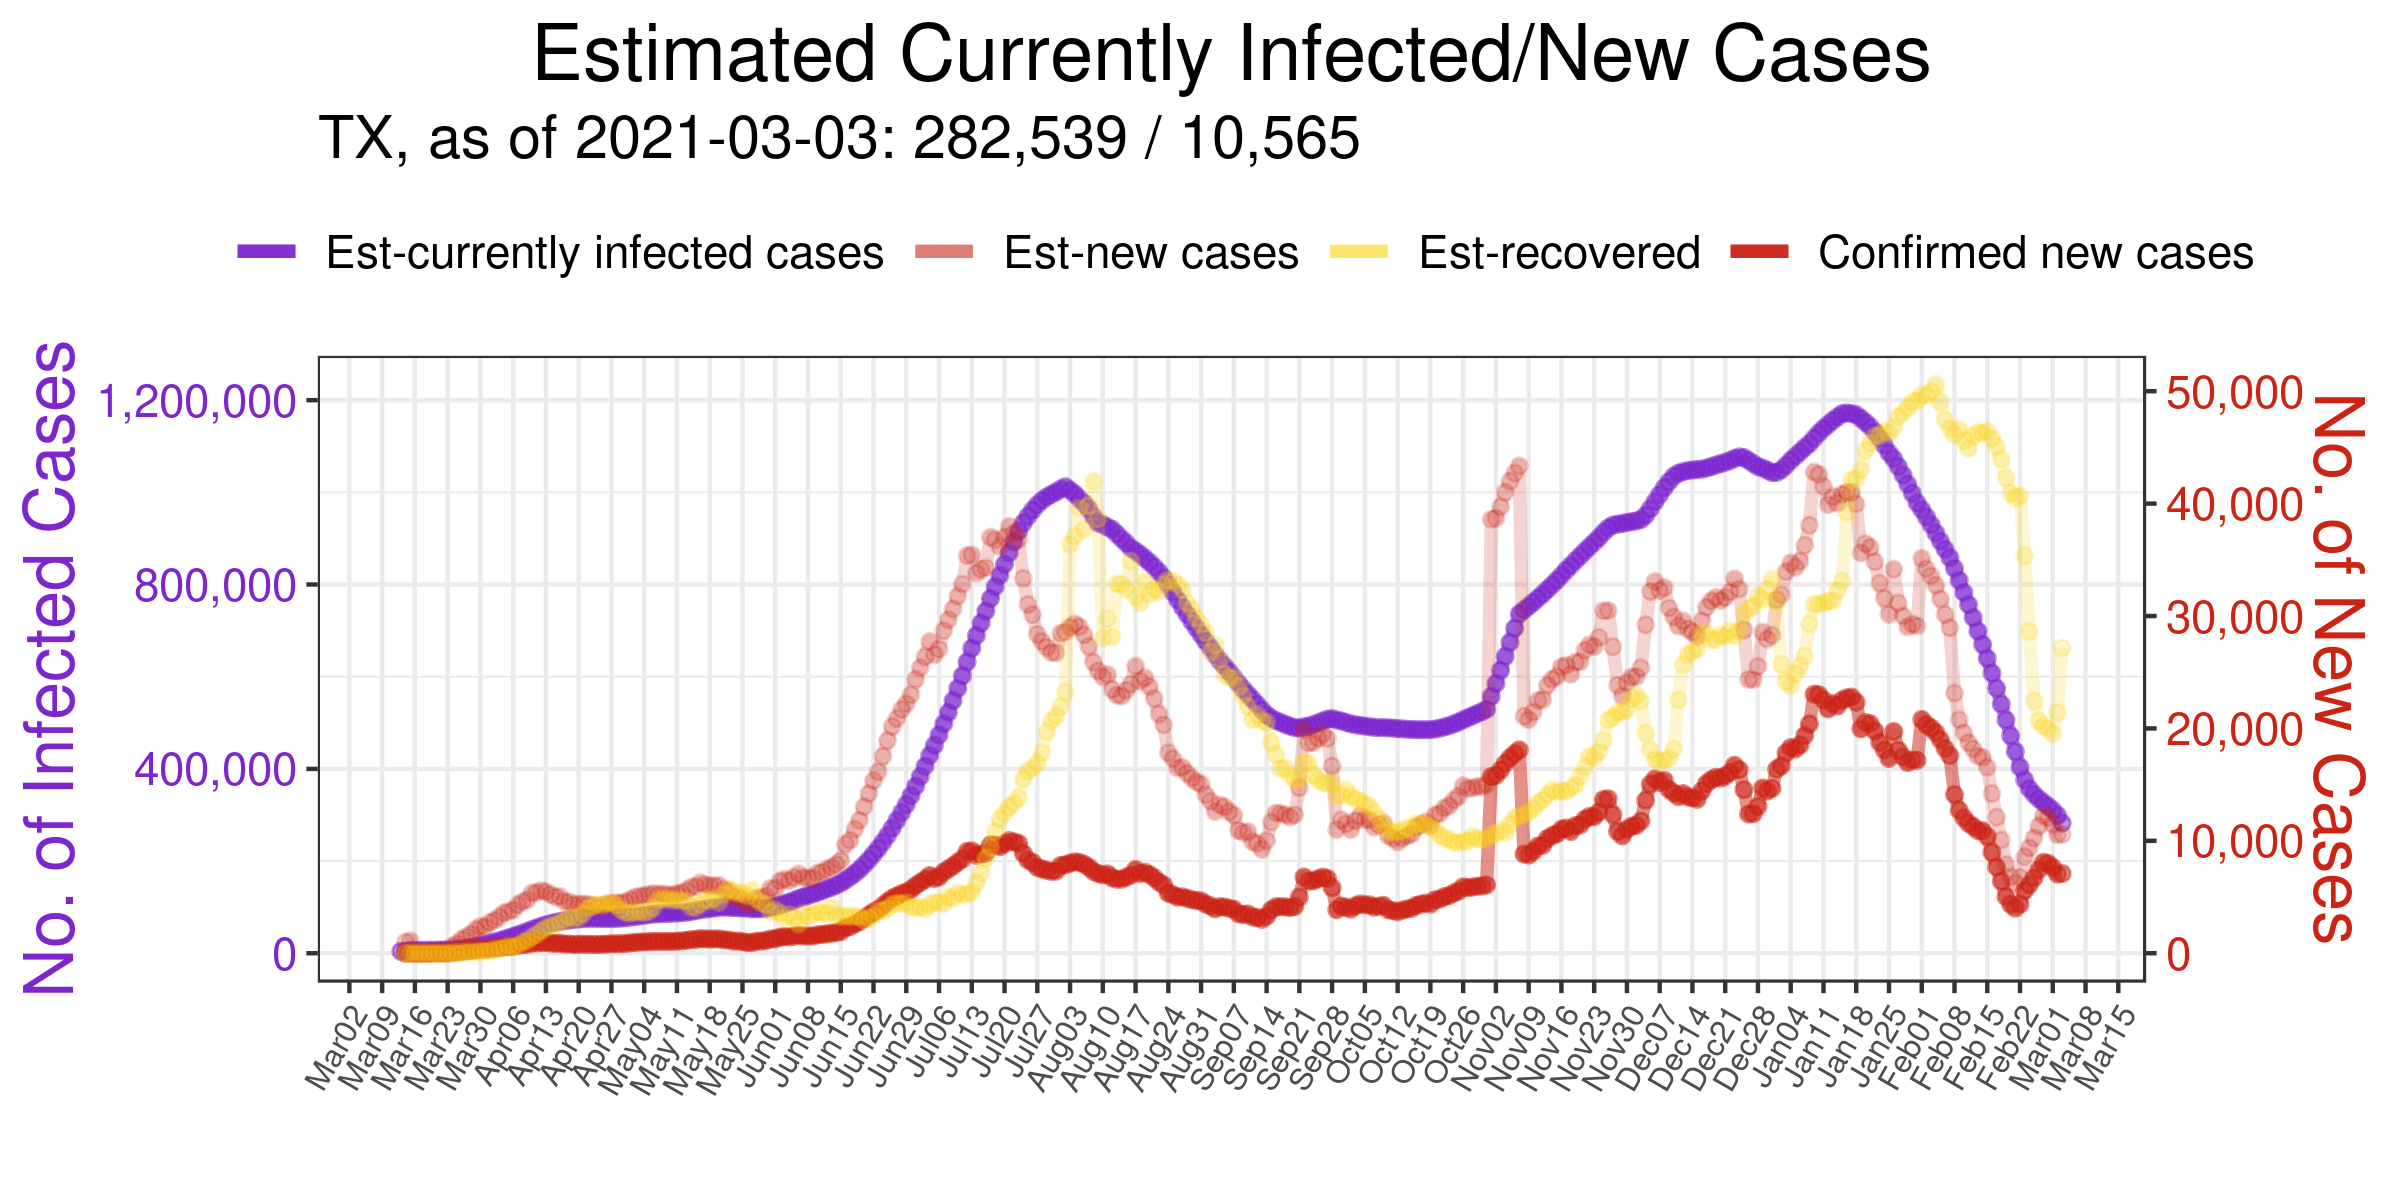 Estimated Currently Infected/New Cases
TX, as of 2021-03-03: 282,539 / 10,565
Est-currently infected cases Est-new cases Est-recovered Confirmed new cases
No. of Infected Cases
1,200,000
800,000
400,000
0
50,000
40,000
30,000
20,000
10,000
0
No. of New Cases
Mar02 Mar09 Mar16 Mar23 Mar30 Apr06 Apr13 Apr20 Apr27 May04 May11 May18 May25 Jun01 Jun08 Jun15 Jun22 Jun29 Jul06 Jul13 Jul20 Jul27 Aug03 Aug10 Aug17 Aug24 Aug31 Sep07 Sep14 Sep21 Sep28 Oct05 Oct12 Oct19 Oct26 Nov02 Nov09 Nov16 Nov23 Nov30 Dec07 Dec14 Dec21 Dec28 Jan04 Jan11 Jan18 Jan25 Feb01 Feb08 Feb15 Feb22 Mar01 Mar08 Mar15